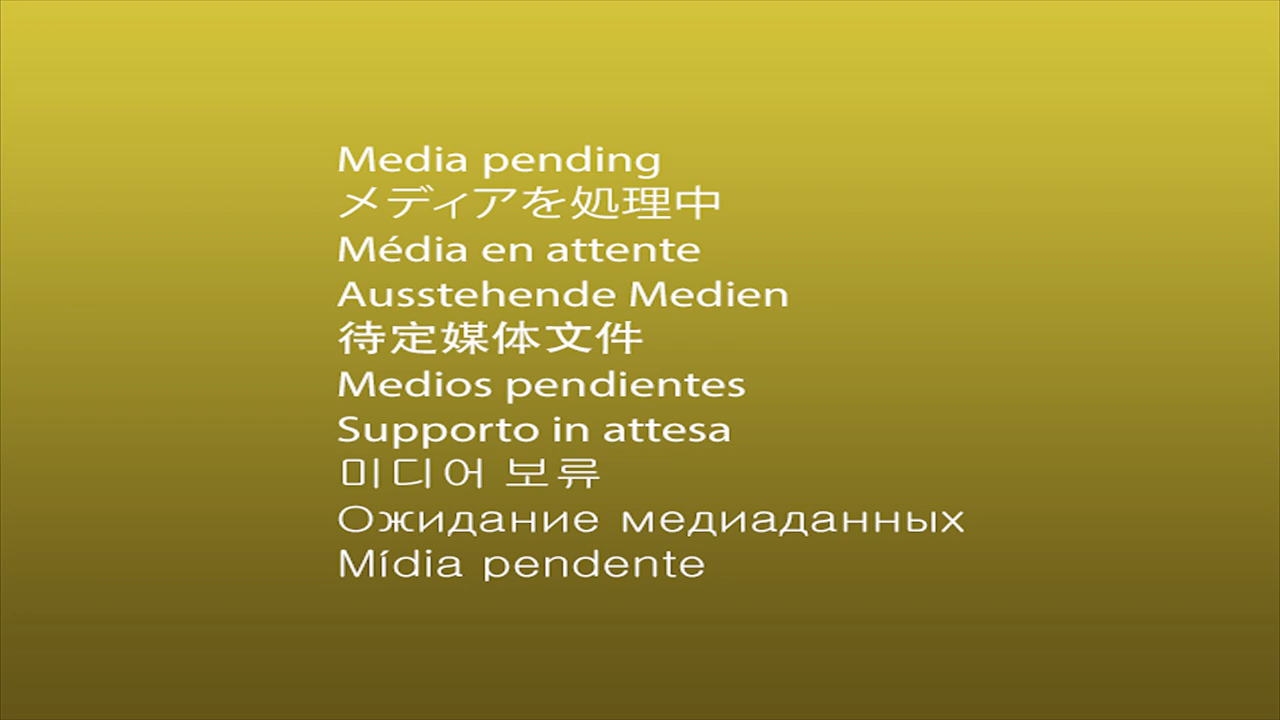 Media pending
メディアを処理中
Média en attente
Ausstehende Medien
待定媒体文件
Medios pendientes
Supporto in attesa
미디어 보류
Ожидание медиаданных
Mídia pendente